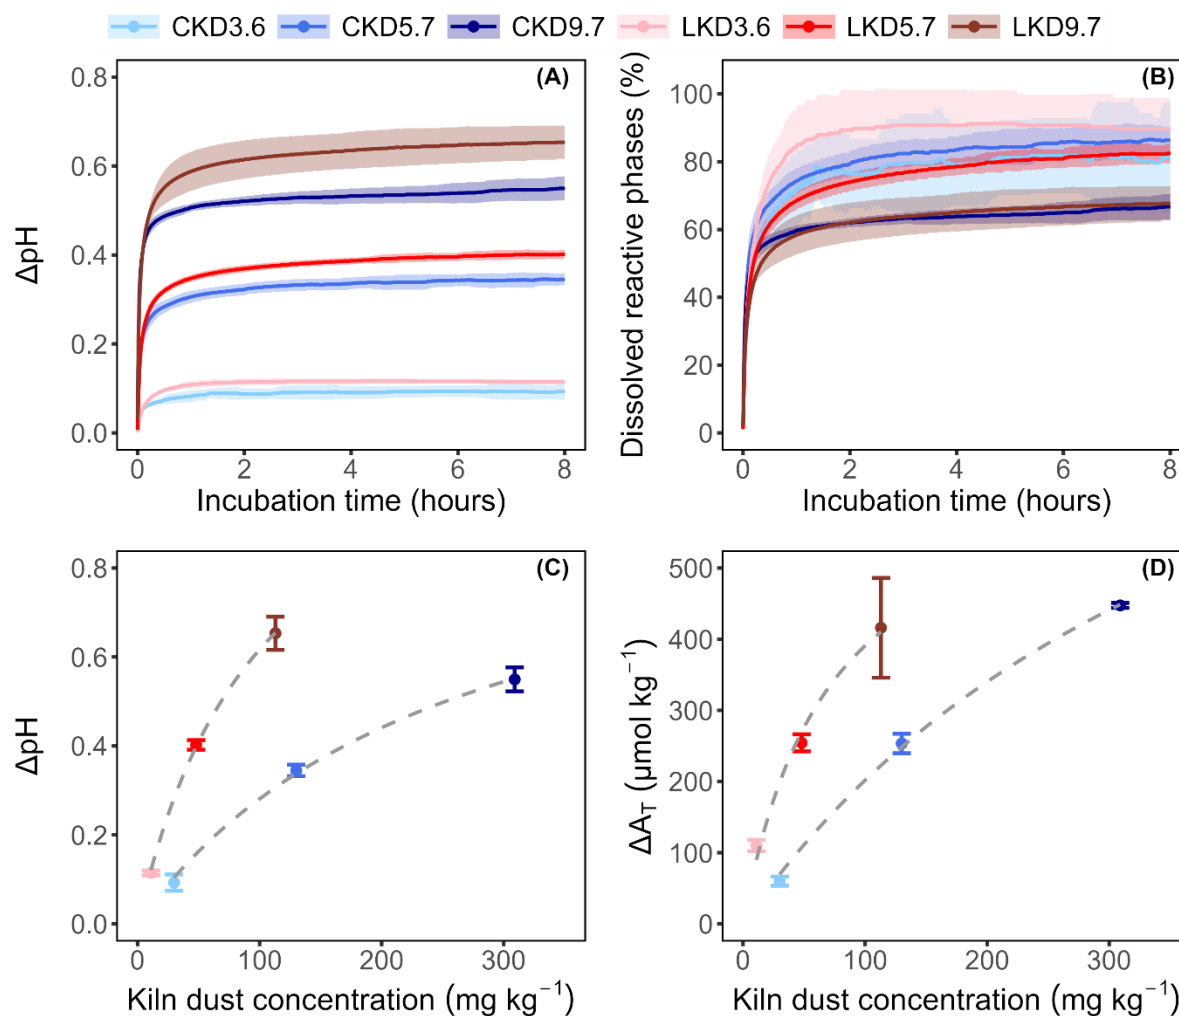 CKD3.6 CKD5.7 CKD9.7 LKD3.6 LKD5.7 LKD9.7
(A)
ΔpH
0.8
0.6
0.4
0.2
0.0
0 2 4 6 8
Incubation time (hours)
(B)
Dissolved reactive phases (%)
100
80
60
40
20
0
0 2 4 6 8
Incubation time (hours)
(C)
ΔpH
0.8
0.6
0.4
0.2
0.0
0 100 200 300
Kiln dust concentration (mg kg⁻¹)
(D)
ΔA_T (μmol kg⁻¹)
500
400
300
200
100
0
0 100 200 300
Kiln dust concentration (mg kg⁻¹)